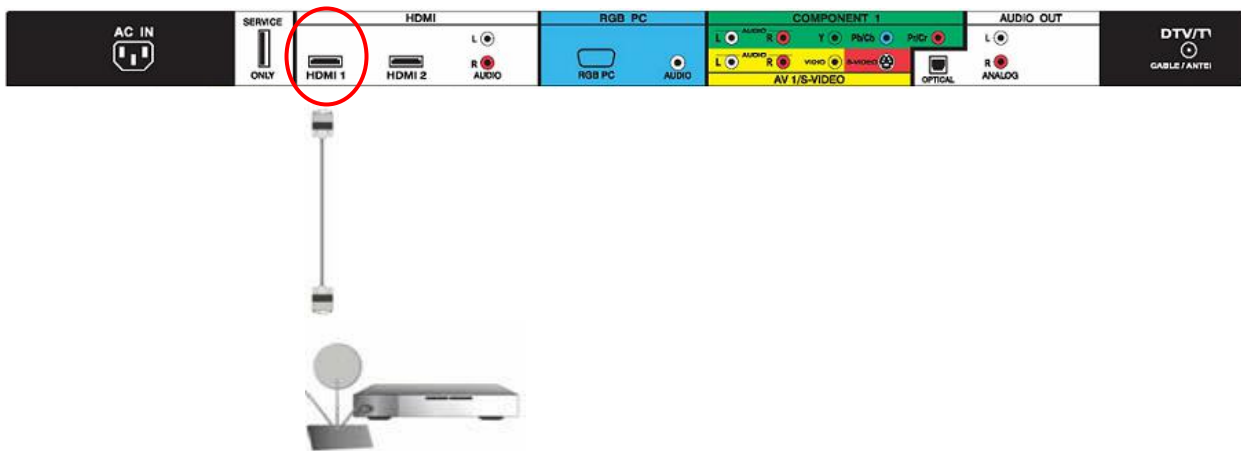 AC IN
SERVICE
ONLY
HDMI
HDMI 1
HDMI 2
L
R
AUDIO
RGB PC
RGB PC
AUDIO
COMPONENT 1
L AUDIO R Y Pb/Cb Pr/Cr
L AUDIO R VIDEO S-VIDEO
AV 1/S-VIDEO
OPTICAL
AUDIO OUT
L
R
ANALOG
DTV/T
CABLE / ANTE